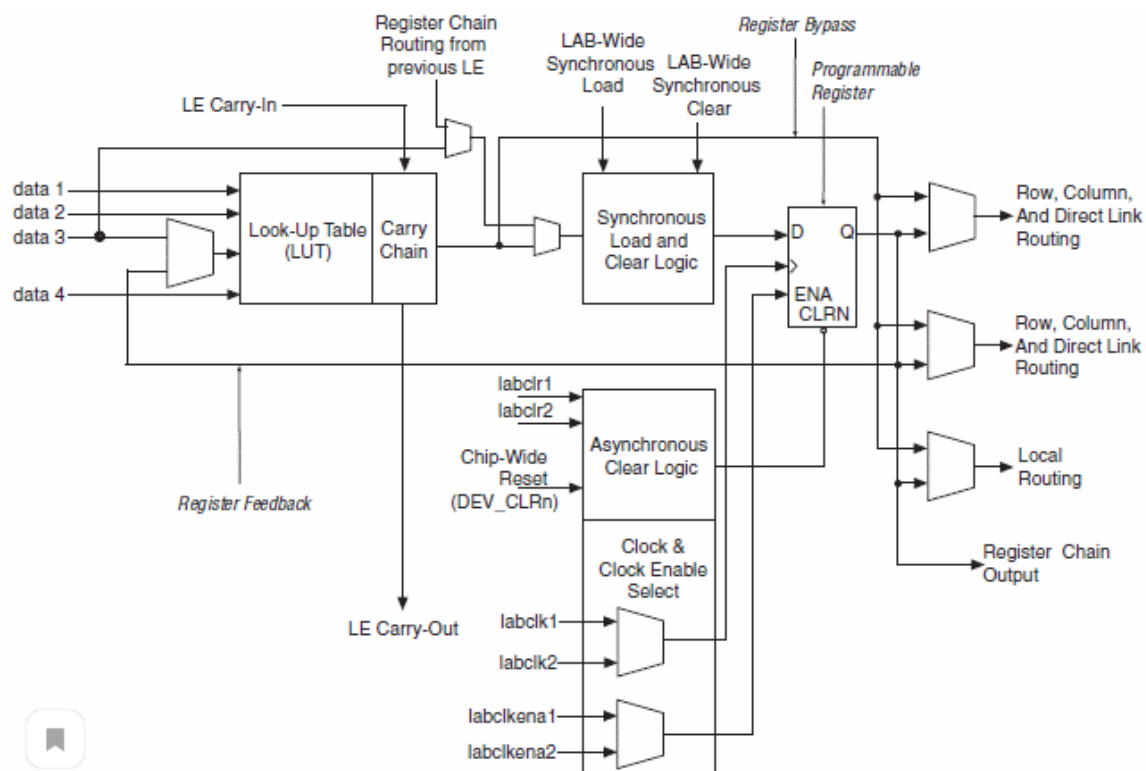 Register Chain
Routing from
previous LE
LAB-Wide
Synchronous
Load
LAB-Wide
Synchronous
Clear
Register Bypass
Programmable
Register
LE Carry-In
data 1
data 2
data 3
data 4
Look-Up Table
(LUT)
Carry
Chain
Synchronous
Load and
Clear Logic
D
Q
ENA
CLRN
Row, Column,
And Direct Link
Routing
Row, Column,
And Direct Link
Routing
Local
Routing
Register Chain
Output
Register Feedback
labclr1
labclr2
Chip-Wide
Reset
(DEV_CLRn)
Asynchronous
Clear Logic
Clock &
Clock Enable
Select
LE Carry-Out
labclk1
labclk2
labclkena1
labclkena2